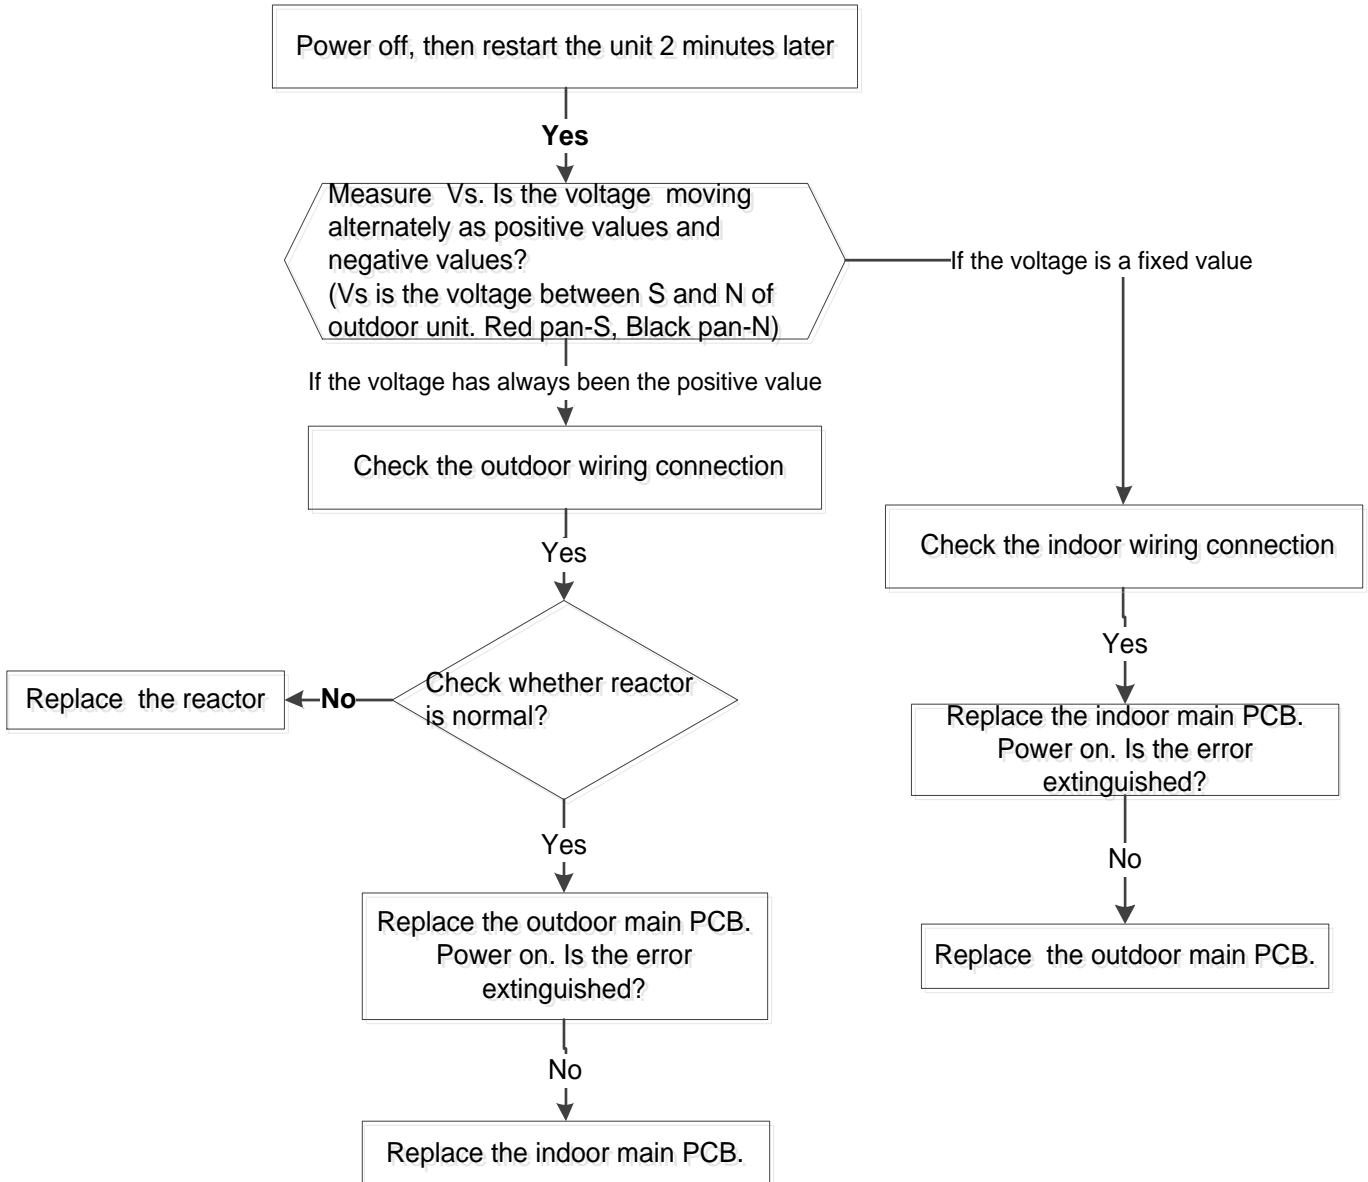 Power off, then restart the unit 2 minutes later
Yes
Measure Vs. Is the voltage moving
alternately as positive values and
negative values?
(Vs is the voltage between S and N of
outdoor unit. Red pan-S, Black pan-N)
If the voltage is a fixed value
If the voltage has always been the positive value
Check the outdoor wiring connection
Yes
Check the indoor wiring connection
Yes
Check whether reactor
is normal?
No
Replace the reactor
Replace the indoor main PCB.
Power on. Is the error
extinguished?
Yes
No
Replace the outdoor main PCB.
Power on. Is the error
extinguished?
Replace the outdoor main PCB.
No
Replace the indoor main PCB.